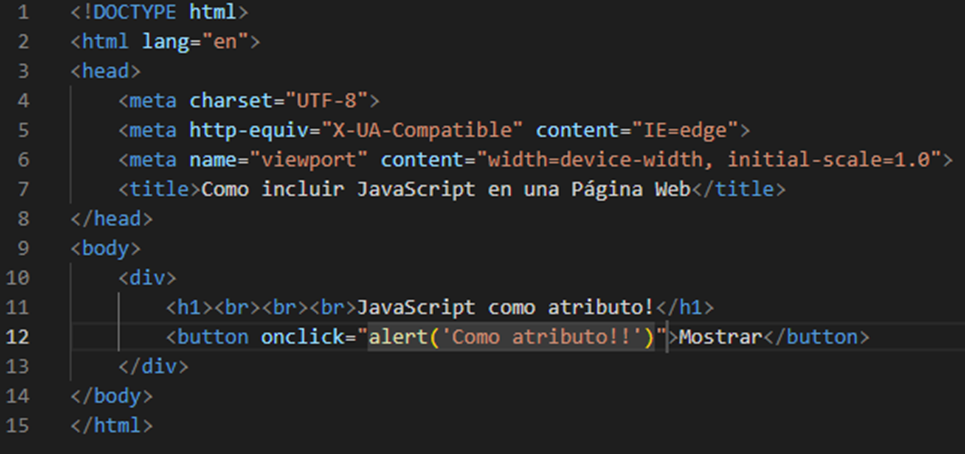 1 <!DOCTYPE html>
2 <html lang="en">
3 <head>
4 <meta charset="UTF-8">
5 <meta http-equiv="X-UA-Compatible" content="IE=edge">
6 <meta name="viewport" content="width=device-width, initial-scale=1.0">
7 <title>Como incluir JavaScript en una Página Web</title>
8 </head>
9 <body>
10 <div>
11 <h1><br><br><br>JavaScript como atributo!</h1>
12 <button onclick="alert('Como atributo!!')">Mostrar</button>
13 </div>
14 </body>
15 </html>